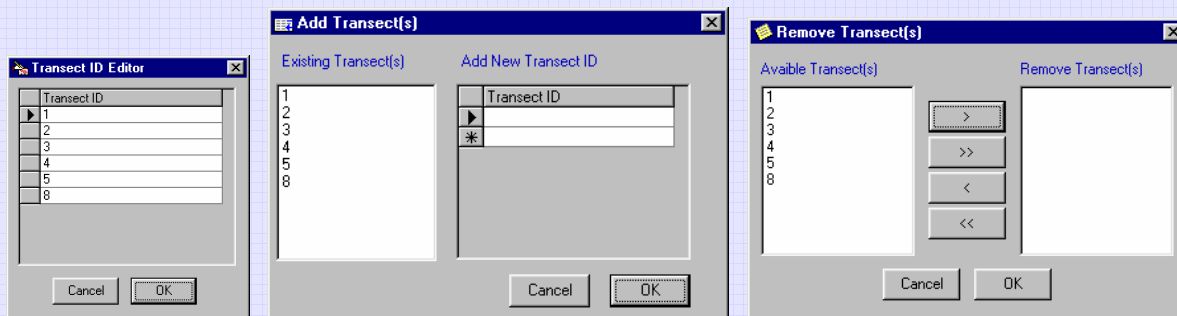 Transect ID Editor
Transect ID
1
2
3
4
5
8
Cancel OK
Add Transect(s)
Existing Transect(s) Add New Transect ID
1
2
3
4
5
8
Transect ID
Cancel OK
Remove Transect(s)
Avaible Transect(s) Remove Transect(s)
1
2
3
4
5
8
>
>>
<
<<
Cancel OK